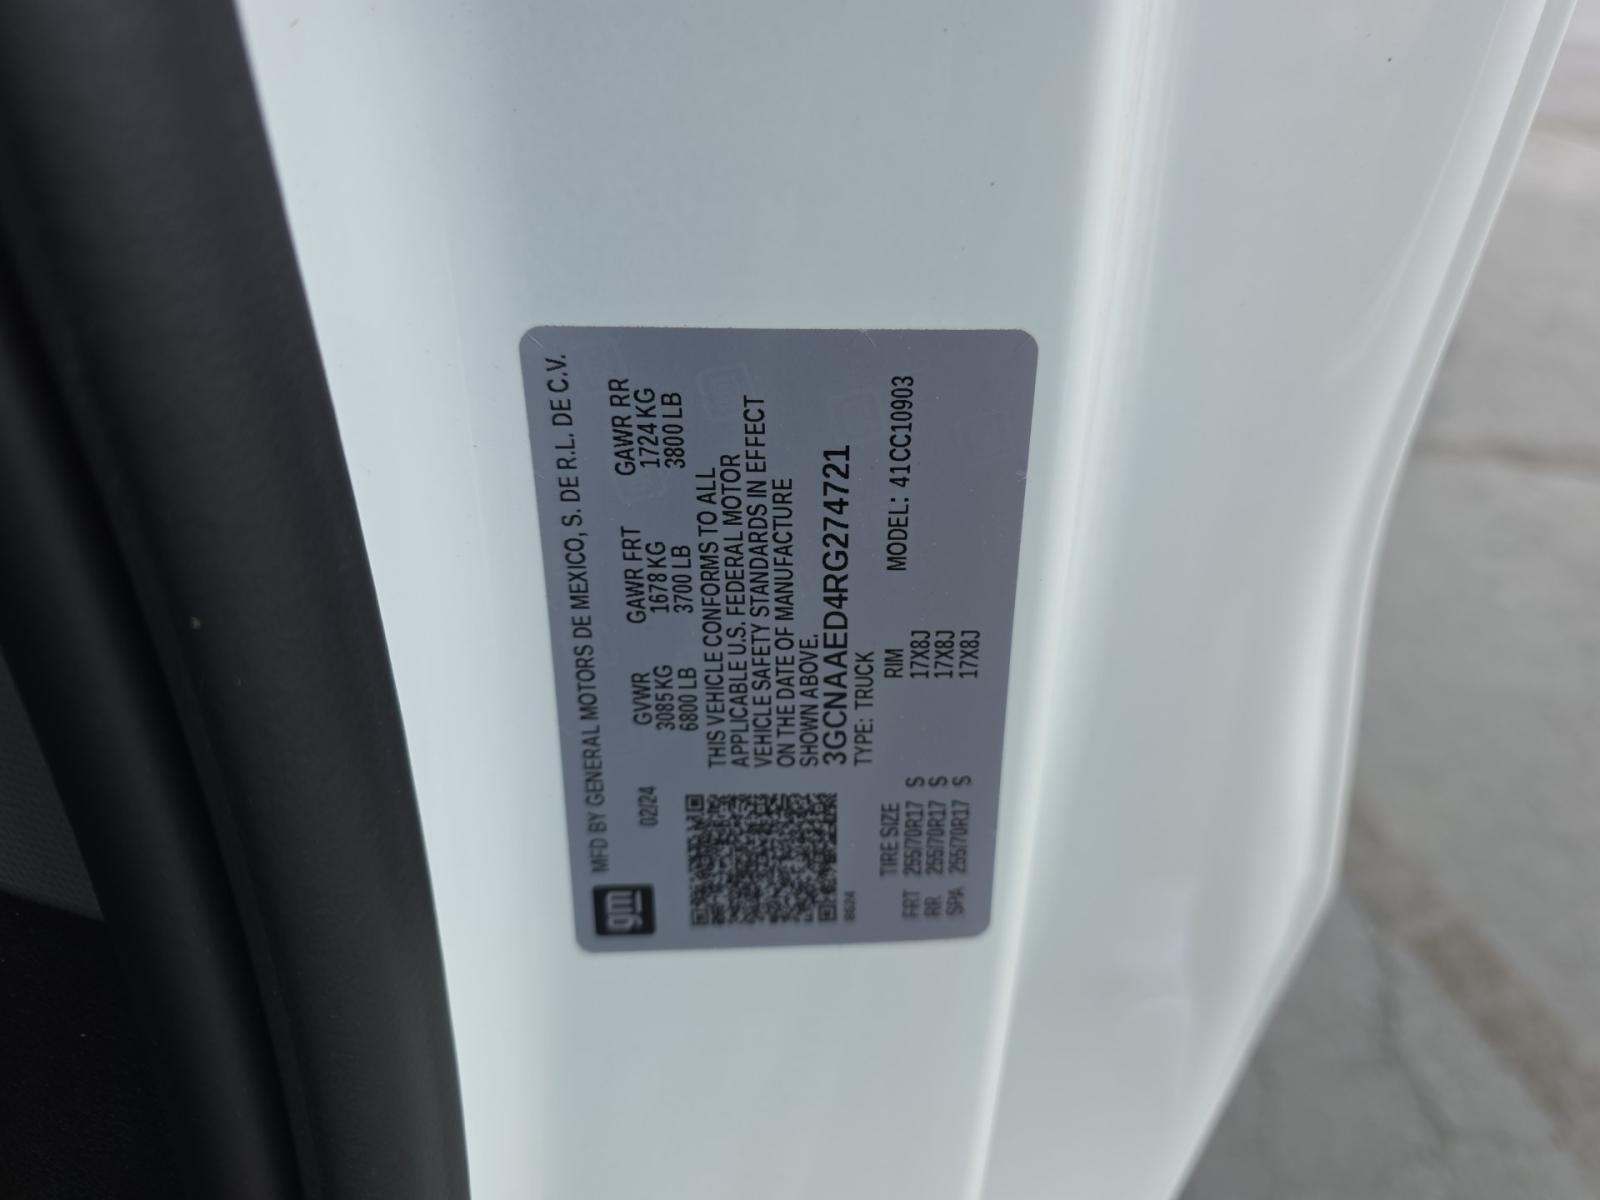 gm MFD BY GENERAL MOTORS DE MEXICO, S. DE R.L. DE C.V.
02/24 GVWR GAWR FRT GAWR RR
3085 KG 1678 KG 1724 KG
6800 LB 3700 LB 3800 LB
THIS VEHICLE CONFORMS TO ALL
APPLICABLE U.S. FEDERAL MOTOR
VEHICLE SAFETY STANDARDS IN EFFECT
ON THE DATE OF MANUFACTURE
SHOWN ABOVE.
3GCNAAED4RG274721
TYPE: TRUCK
MODEL: 41CC10903
TIRE SIZE RIM
FRT 255/70R17 S 17X8J
RR 255/70R17 S 17X8J
SPA 255/70R17 S 17X8J